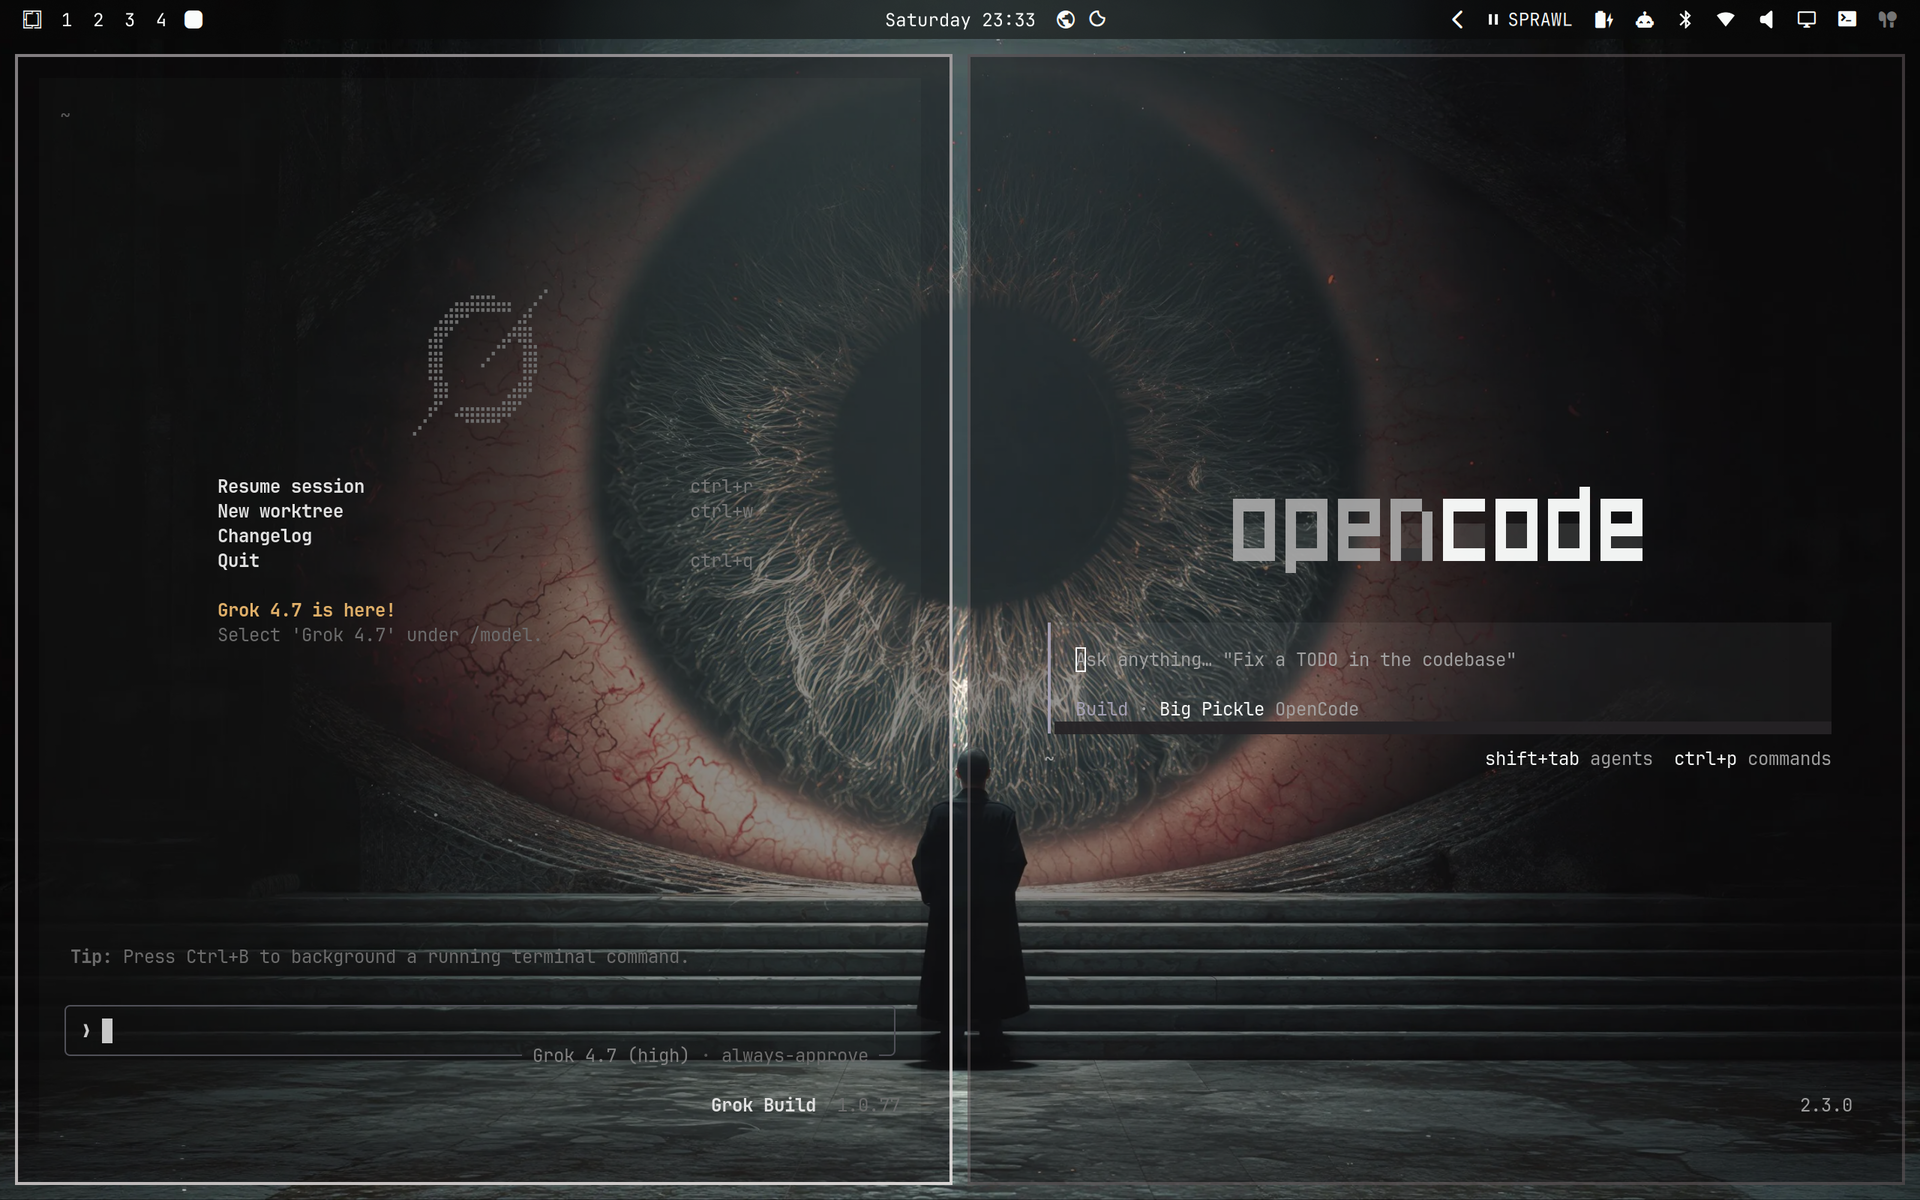 1 2 3 4
Saturday 23:33
SPRAWL
~
Resume session ctrl+r
New worktree ctrl+w
Changelog
Quit ctrl+q
Grok 4.7 is here!
Select 'Grok 4.7' under /model.
Tip: Press Ctrl+B to background a running terminal command.
❯
Grok 4.7 (high) · always-approve
Grok Build 1.0.77
opencode
Ask anything… "Fix a TODO in the codebase"
Build · Big Pickle OpenCode
~ shift+tab agents ctrl+p commands
2.3.0